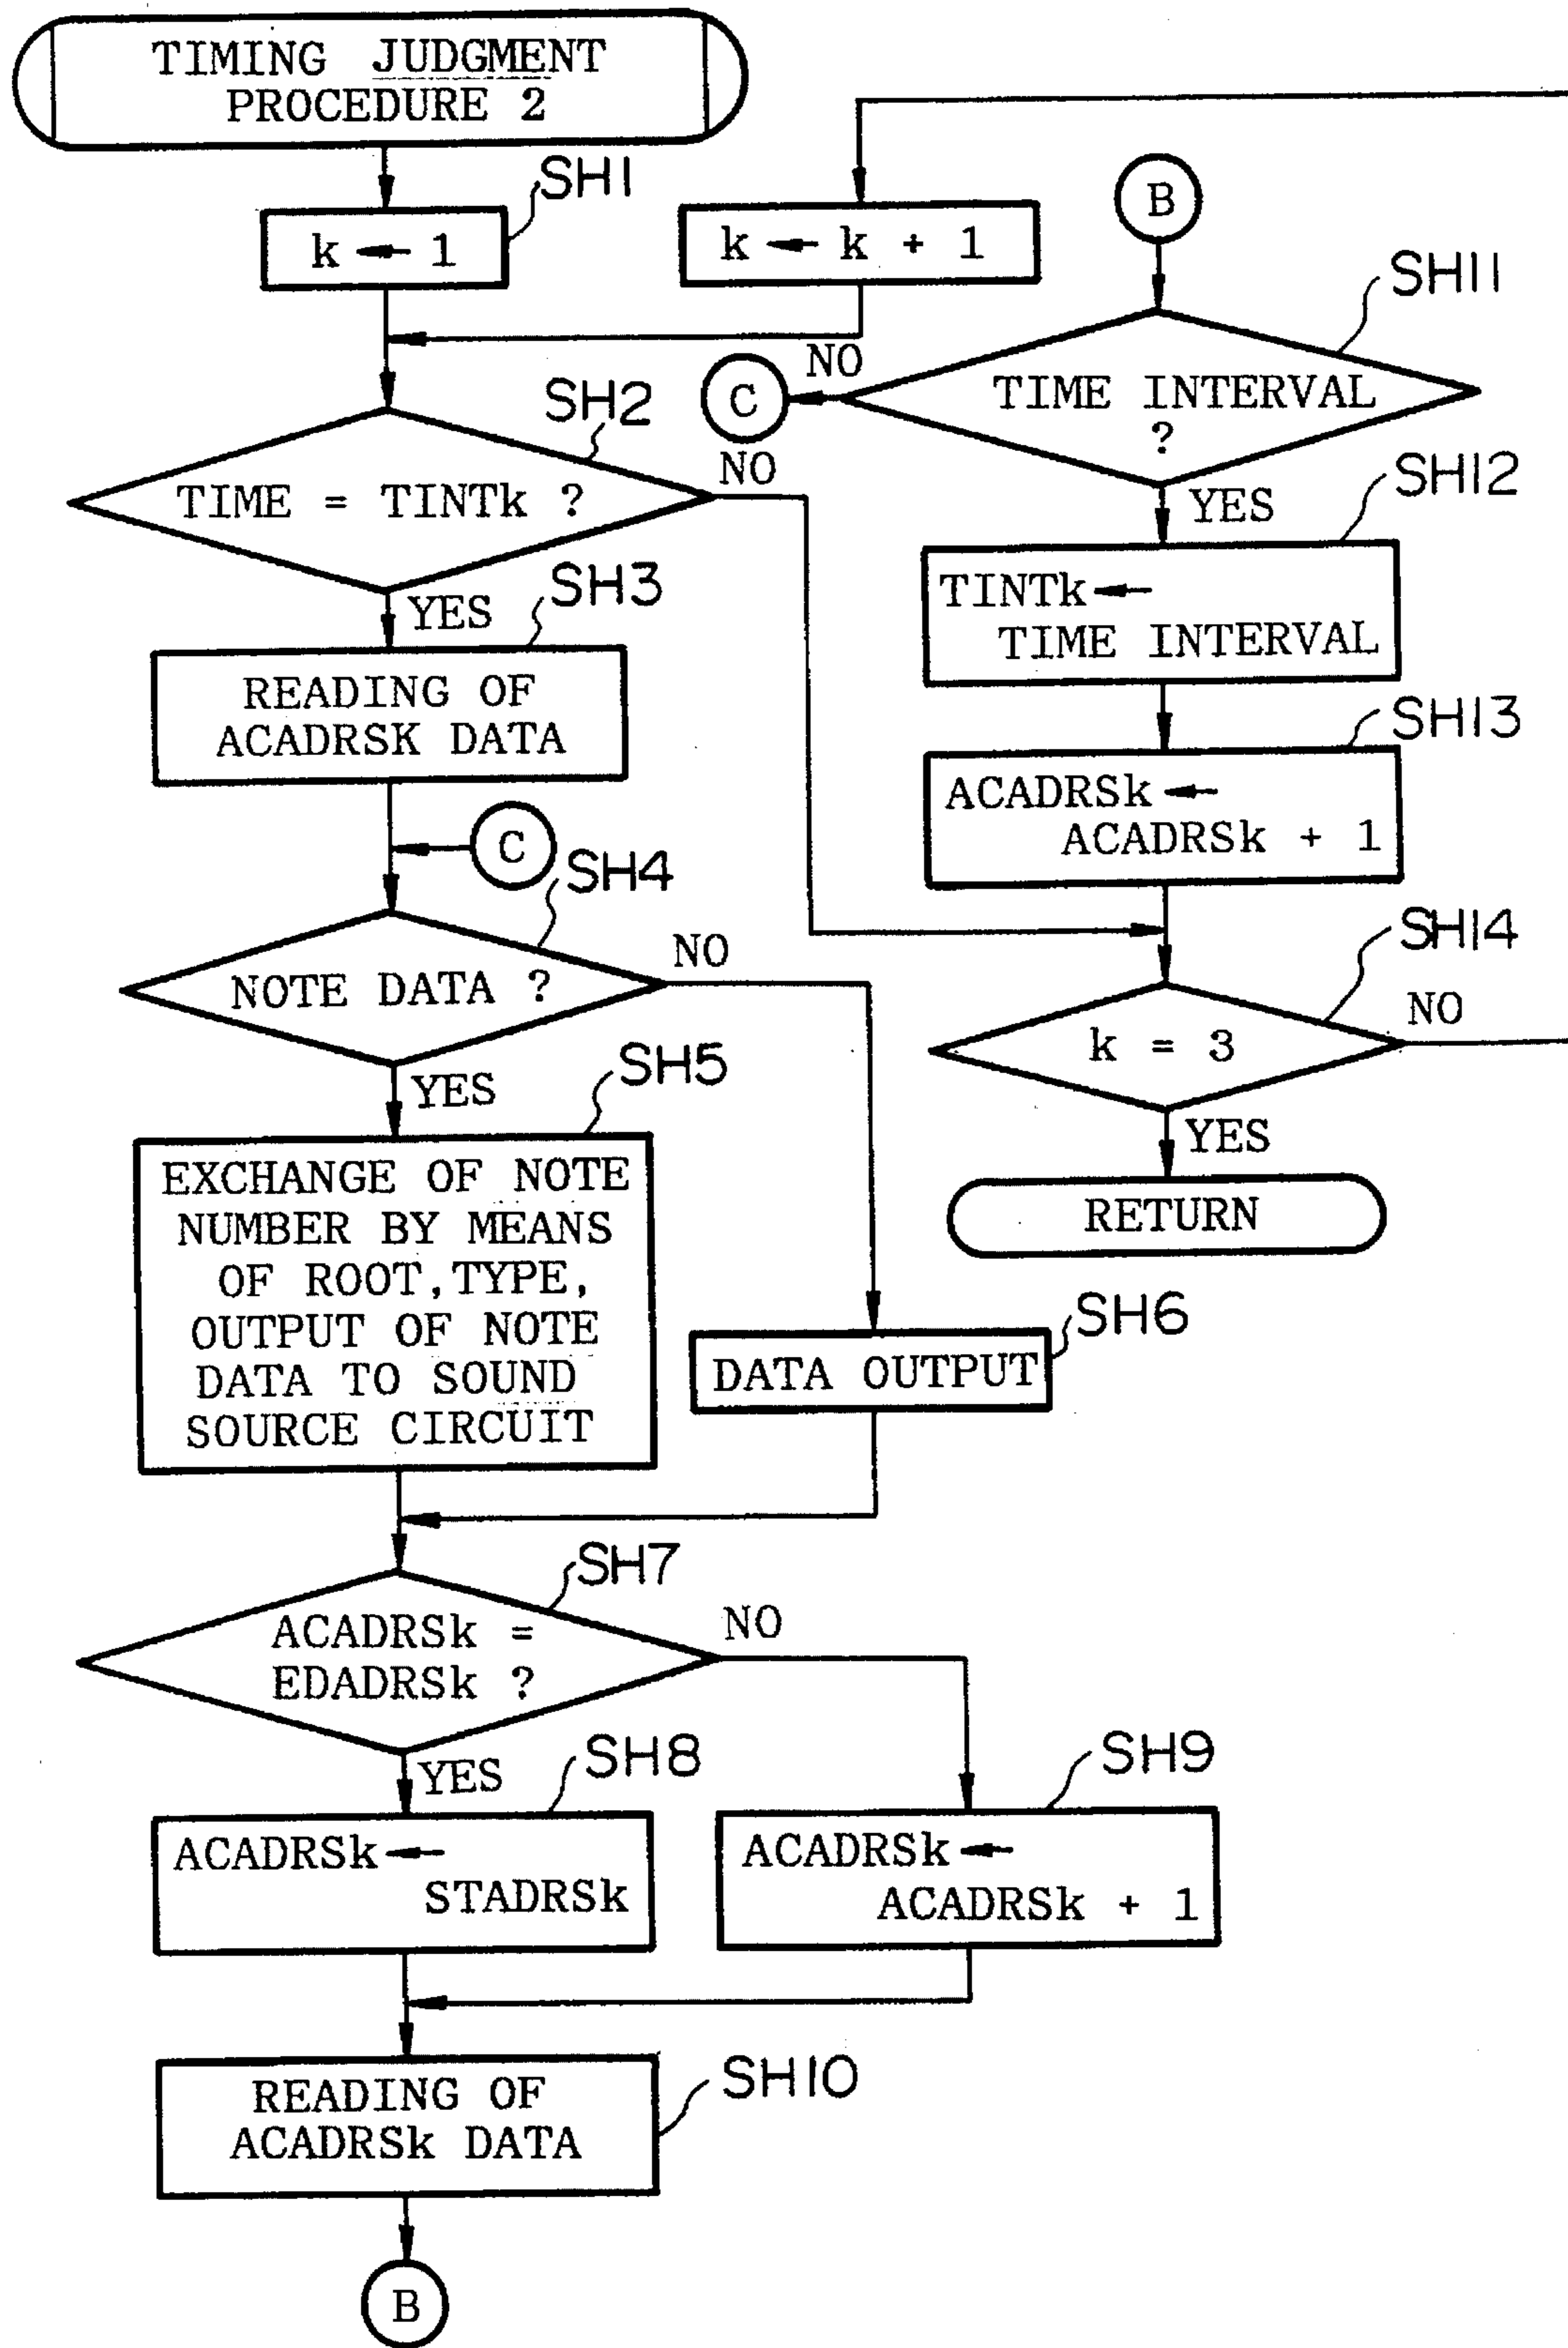 TIMING JUDGMENT
PROCEDURE 2
SH1
k ← 1
k ← k + 1
SH2
TIME = TINTk ?
NO
YES
SH3
READING OF
ACADRSK DATA
C
SH4
NOTE DATA ?
NO
YES
SH5
EXCHANGE OF NOTE
NUMBER BY MEANS
OF ROOT,TYPE,
OUTPUT OF NOTE
DATA TO SOUND
SOURCE CIRCUIT
SH6
DATA OUTPUT
SH7
ACADRSk =
EDADRSk ?
NO
YES
SH8
ACADRSk ←
STADRSk
SH9
ACADRSk ←
ACADRSk + 1
SH10
READING OF
ACADRSk DATA
B
B
SH11
TIME INTERVAL
?
NO
C
YES
SH12
TINTk ←
TIME INTERVAL
SH13
ACADRSk ←
ACADRSk + 1
SH14
k = 3
NO
YES
RETURN